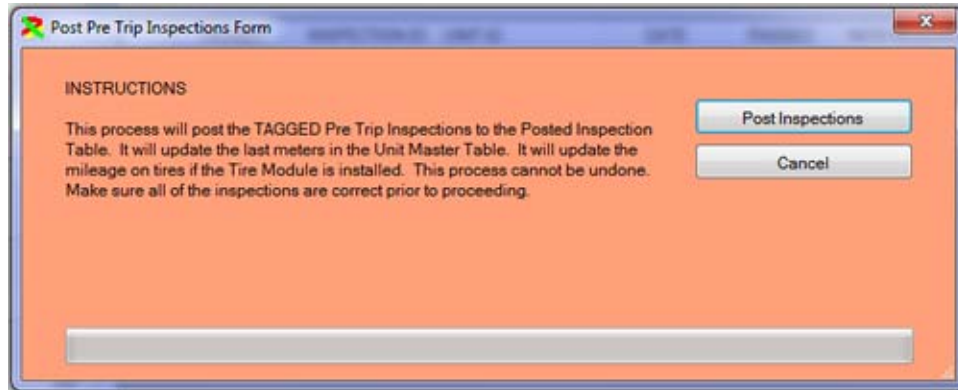 Post Pre Trip Inspections Form
INSTRUCTIONS
This process will post the TAGGED Pre Trip Inspections to the Posted Inspection
Table. It will update the last meters in the Unit Master Table. It will update the
mileage on tires if the Tire Module is installed. This process cannot be undone.
Make sure all of the inspections are correct prior to proceeding.
Post Inspections
Cancel